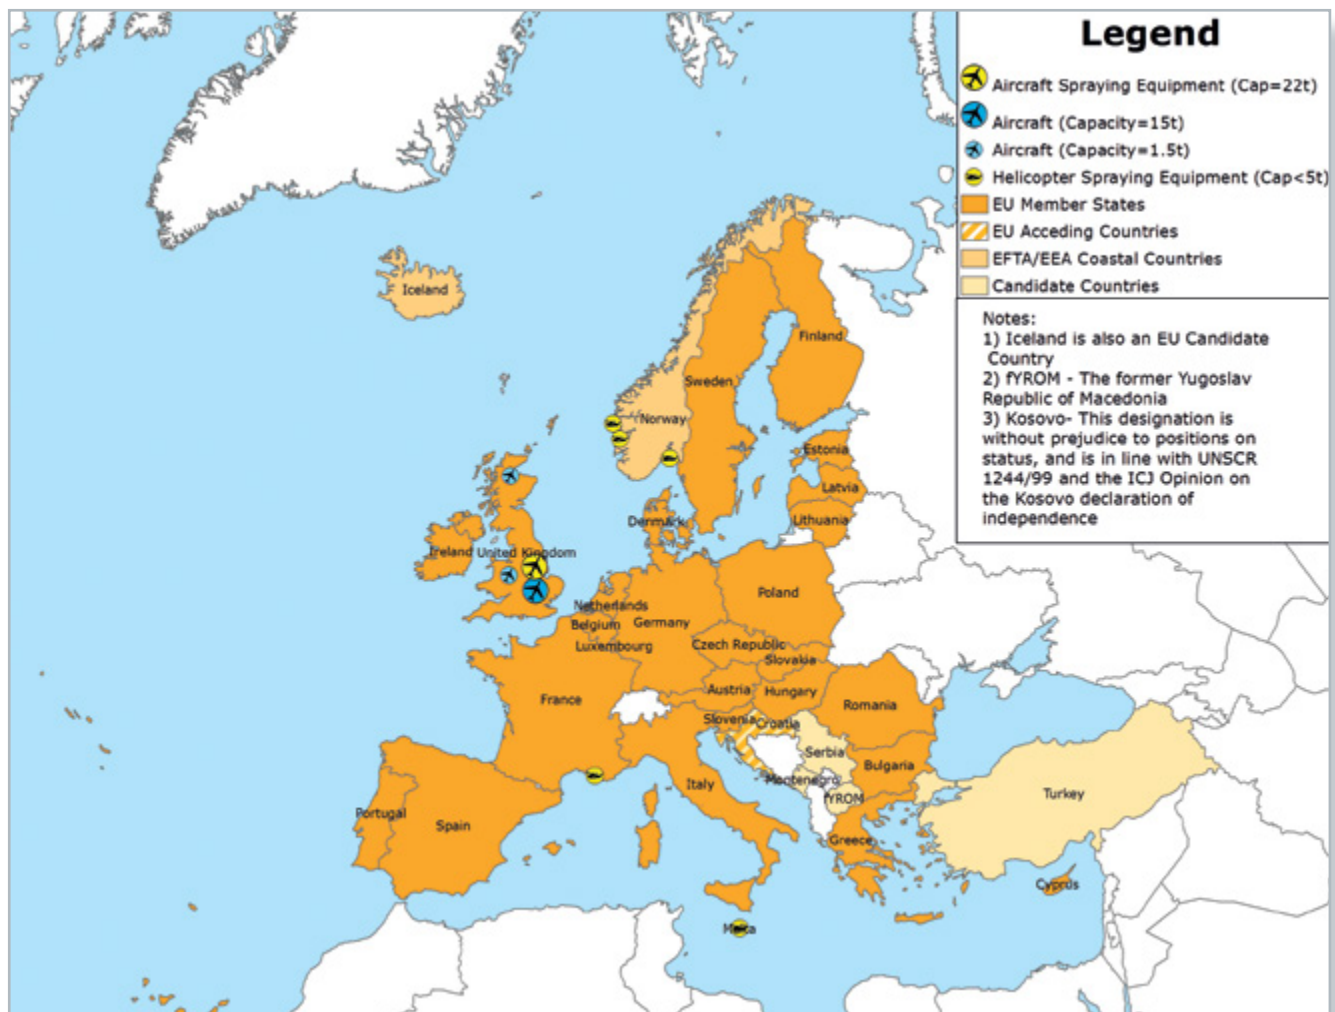 Legend
Aircraft Spraying Equipment (Cap=22t)
Aircraft (Capacity=15t)
Aircraft (Capacity=1.5t)
Helicopter Spraying Equipment (Cap<5t)
EU Member States
EU Acceding Countries
EFTA/EEA Coastal Countries
Candidate Countries
Notes:
1) Iceland is also an EU Candidate
Country
2) fYROM - The former Yugoslav
Republic of Macedonia
3) Kosovo- This designation is
without prejudice to positions on
status, and is in line with UNSCR
1244/99 and the ICJ Opinion on
the Kosovo declaration of
independence
Iceland
Finland
Sweden
Norway
Estonia
Latvia
Lithuania
Denmark
Ireland
United Kingdom
Netherlands
Belgium
Germany
Poland
Luxembourg
Czech Republic
Slovakia
Austria
Hungary
France
Romania
Slovenia
Croatia
Serbia
Bulgaria
Montenegro
Italy
fYROM
Turkey
Portugal
Spain
Greece
Cyprus
Malta